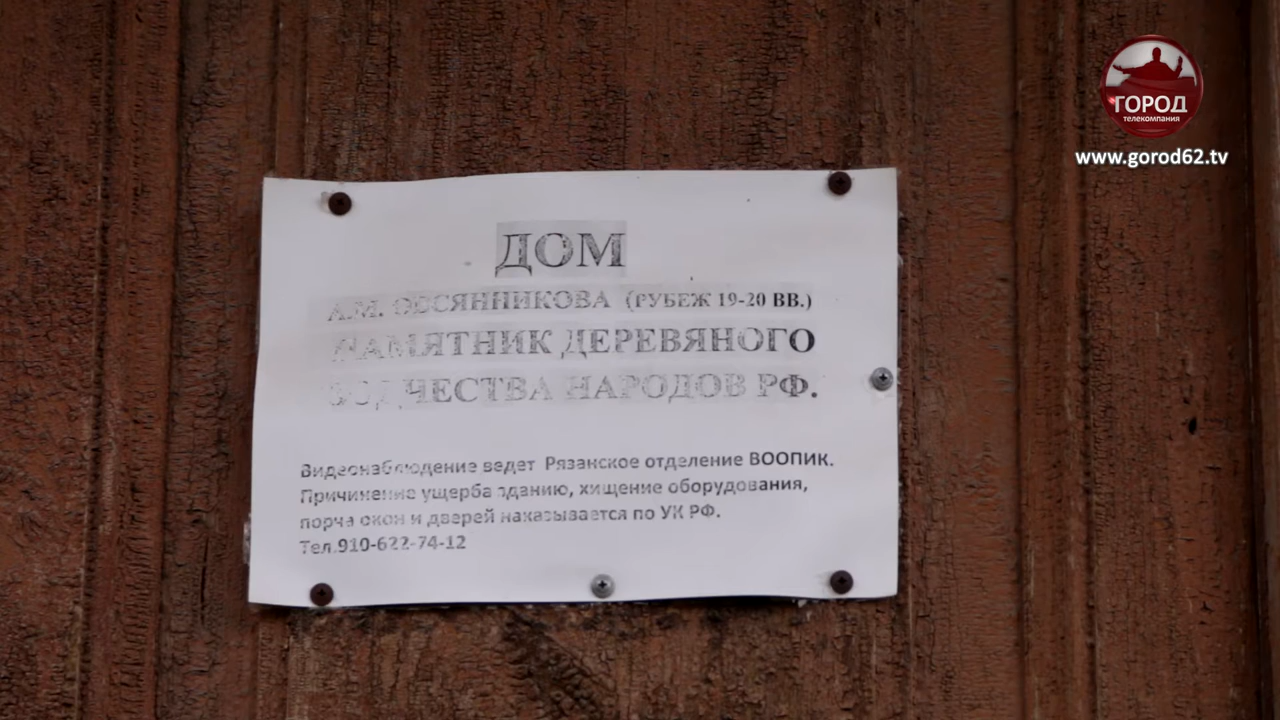 ГОРОД
телекомпания
www.gorod62.tv
ДОМ
А.М. ОВСЯННИКОВА (РУБЕЖ 19-20 ВВ.)
ПАМЯТНИК ДЕРЕВЯНОГО
ЗОДЧЕСТВА НАРОДОВ РФ.
Видеонаблюдение ведет Рязанское отделение ВООПИК.
Причинение ущерба зданию, хищение оборудования,
порча окон и дверей наказывается по УК РФ.
Тел.910-622-74-12